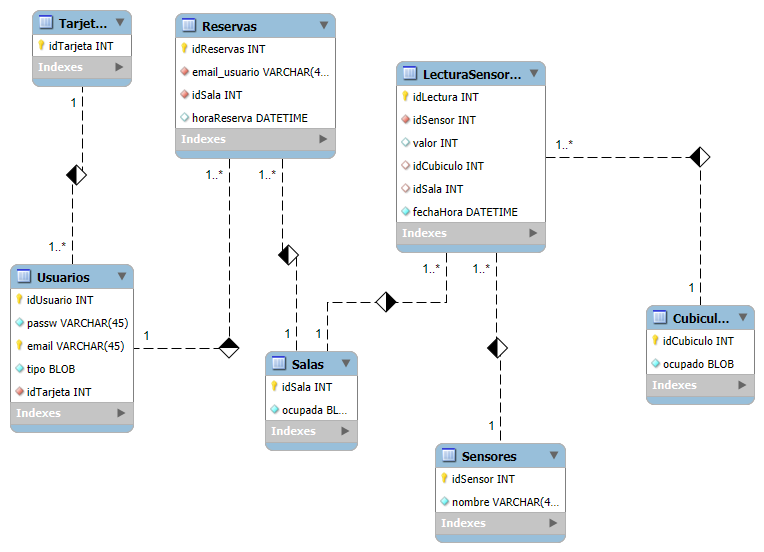 Tarjet...
idTarjeta INT
Indexes
1
1..*
Reservas
idReservas INT
email_usuario VARCHAR(4...
idSala INT
horaReserva DATETIME
Indexes
1..*
1..*
LecturaSensor...
idLectura INT
idSensor INT
valor INT
idCubiculo INT
idSala INT
fechaHora DATETIME
Indexes
1..*
1..*
1..*
Usuarios
idUsuario INT
passw VARCHAR(45)
email VARCHAR(45)
tipo BLOB
idTarjeta INT
Indexes
1
1
1
Salas
idSala INT
ocupada BL...
Indexes
1
Cubicul...
idCubiculo INT
ocupado BLOB
Indexes
1
Sensores
idSensor INT
nombre VARCHAR(4...
Indexes